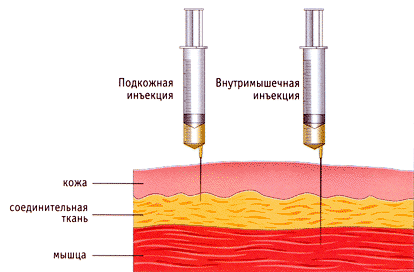 Подкожная
инъекция
Внутримышечная
инъекция
кожа
соединительная
ткань
мышца